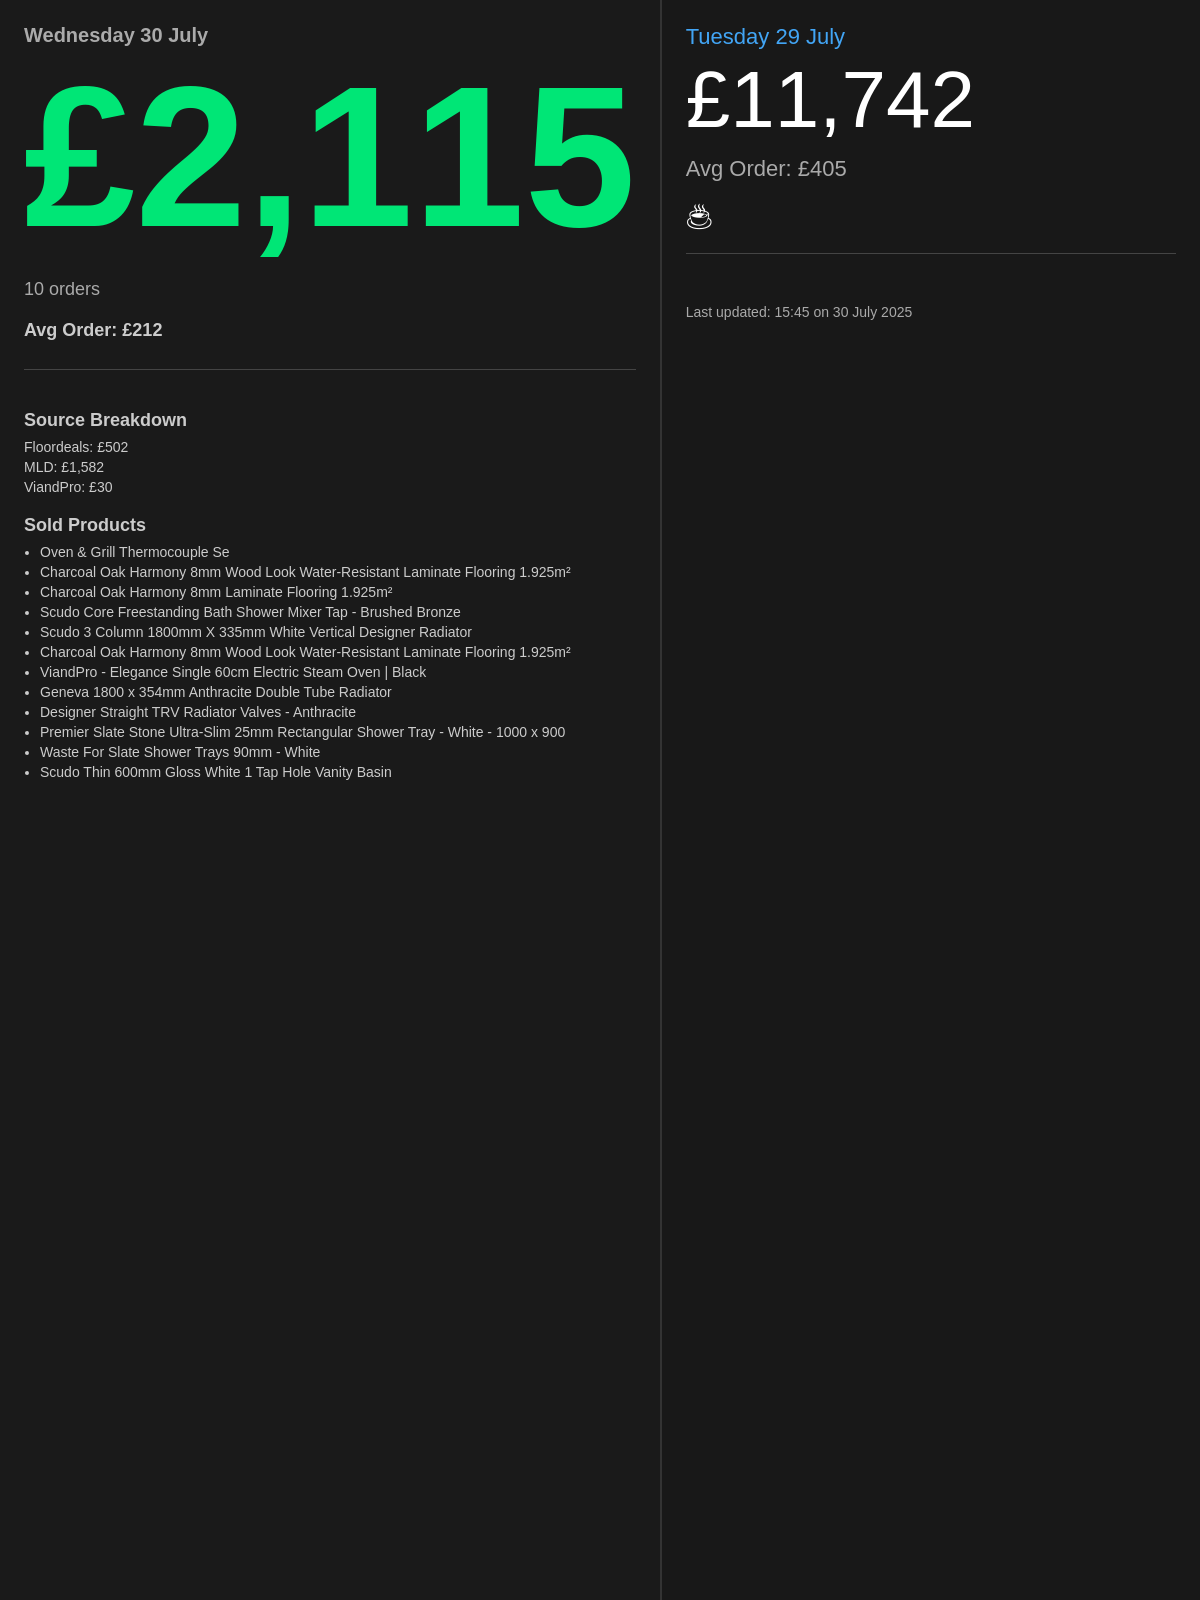 Wednesday 30 July
£2,115
10 orders
Avg Order: £212
Source Breakdown
Floordeals: £502
MLD: £1,582
ViandPro: £30
Sold Products
• Oven & Grill Thermocouple Se
• Charcoal Oak Harmony 8mm Wood Look Water-Resistant Laminate Flooring 1.925m²
• Charcoal Oak Harmony 8mm Laminate Flooring 1.925m²
• Scudo Core Freestanding Bath Shower Mixer Tap - Brushed Bronze
• Scudo 3 Column 1800mm X 335mm White Vertical Designer Radiator
• Charcoal Oak Harmony 8mm Wood Look Water-Resistant Laminate Flooring 1.925m²
• ViandPro - Elegance Single 60cm Electric Steam Oven | Black
• Geneva 1800 x 354mm Anthracite Double Tube Radiator
• Designer Straight TRV Radiator Valves - Anthracite
• Premier Slate Stone Ultra-Slim 25mm Rectangular Shower Tray - White - 1000 x 900
• Waste For Slate Shower Trays 90mm - White
• Scudo Thin 600mm Gloss White 1 Tap Hole Vanity Basin
Tuesday 29 July
£11,742
Avg Order: £405
☕
Last updated: 15:45 on 30 July 2025